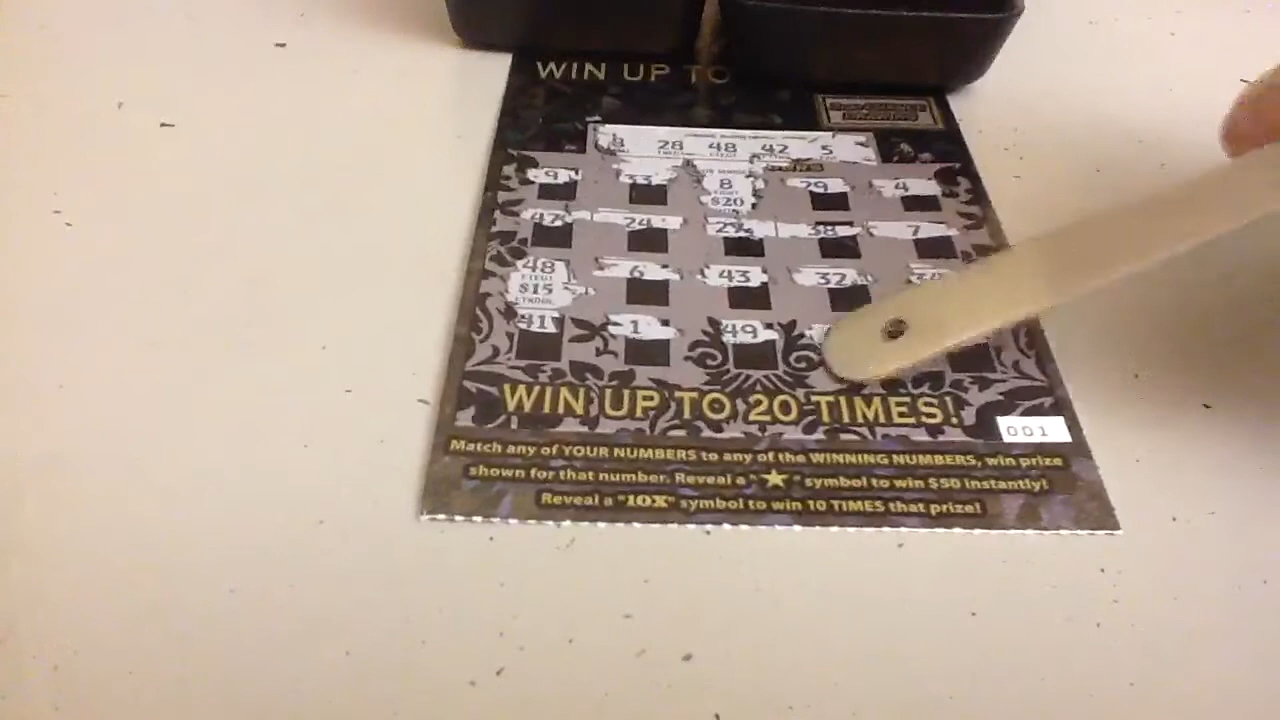 WIN UP TO
8 28 48 42 5
9 33 8 29 4
EIGHT
$20
47 24 27 38 7
48 6 43 32
$15
41 1 49
WIN UP TO 20 TIMES!
001
Match any of YOUR NUMBERS to any of the WINNING NUMBERS, win prize
shown for that number. Reveal a "★" symbol to win $50 instantly!
Reveal a "10X" symbol to win 10 TIMES that prize!